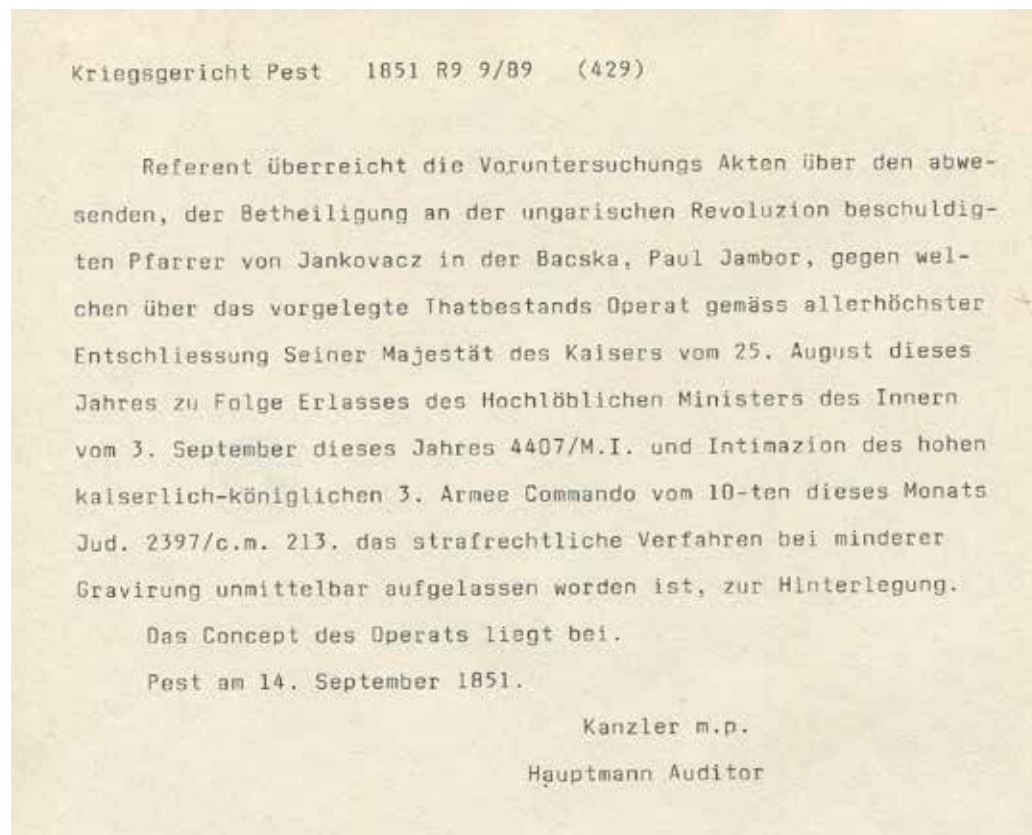 Kriegsgericht Pest 1851 R9 9/89 (429)
Referent überreicht die Voruntersuchungs Akten über den abwe-
senden, der Betheiligung an der ungarischen Revoluzion beschuldig-
ten Pfarrer von Jankovacz in der Bacska, Paul Jambor, gegen wel-
chen über das vorgelegte Thatbestands Operat gemäss allerhöchster
Entschliessung Seiner Majestät des Kaisers vom 25. August dieses
Jahres zu Folge Erlasses des Hochlöblichen Ministers des Innern
vom 3. September dieses Jahres 4407/M.I. und Intimazion des hohen
kaiserlich-königlichen 3. Armee Commando vom 10-ten dieses Monats
Jud. 2397/c.m. 213. das strafrechtliche Verfahren bei minderer
Gravirung unmittelbar aufgelassen worden ist, zur Hinterlegung.
Das Concept des Operats liegt bei.
Pest am 14. September 1851.
Kanzler m.p.
Hauptmann Auditor